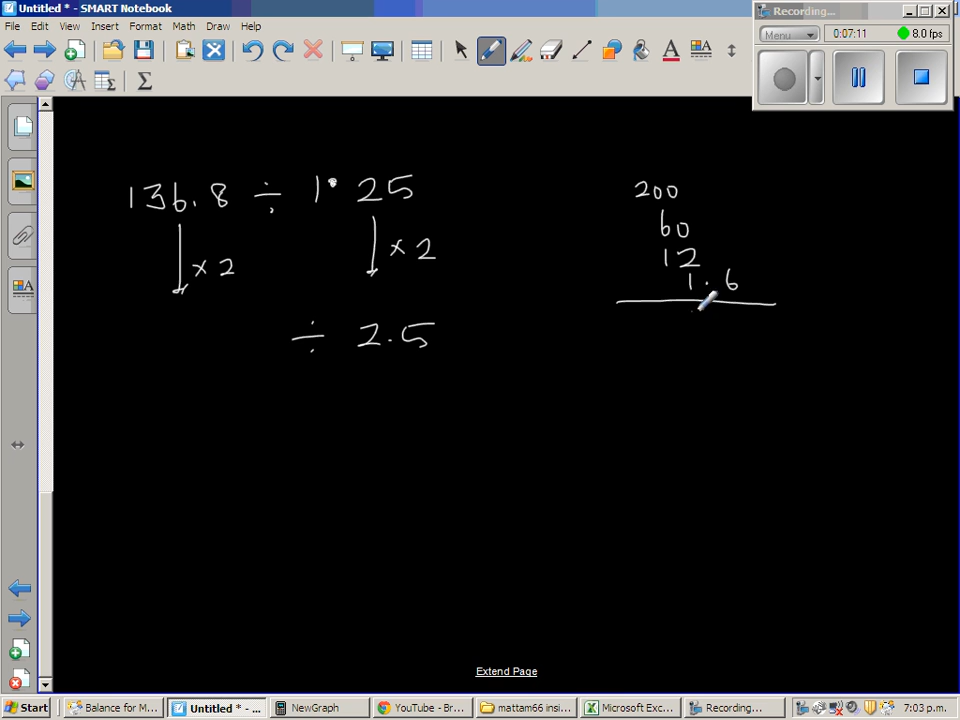 Untitled * - SMART Notebook
File Edit View Insert Format Math Draw Help
Recording...
Menu 0:07:11 8.0 fps
136.8 ÷ 1.25
× 2 × 2
÷ 2.5
200
60
12
1.6
Extend Page
Start Balance for M... Untitled * - ... NewGraph YouTube - Br... mattam66 insi... Microsoft Exc... Recording... 7:03 p.m.